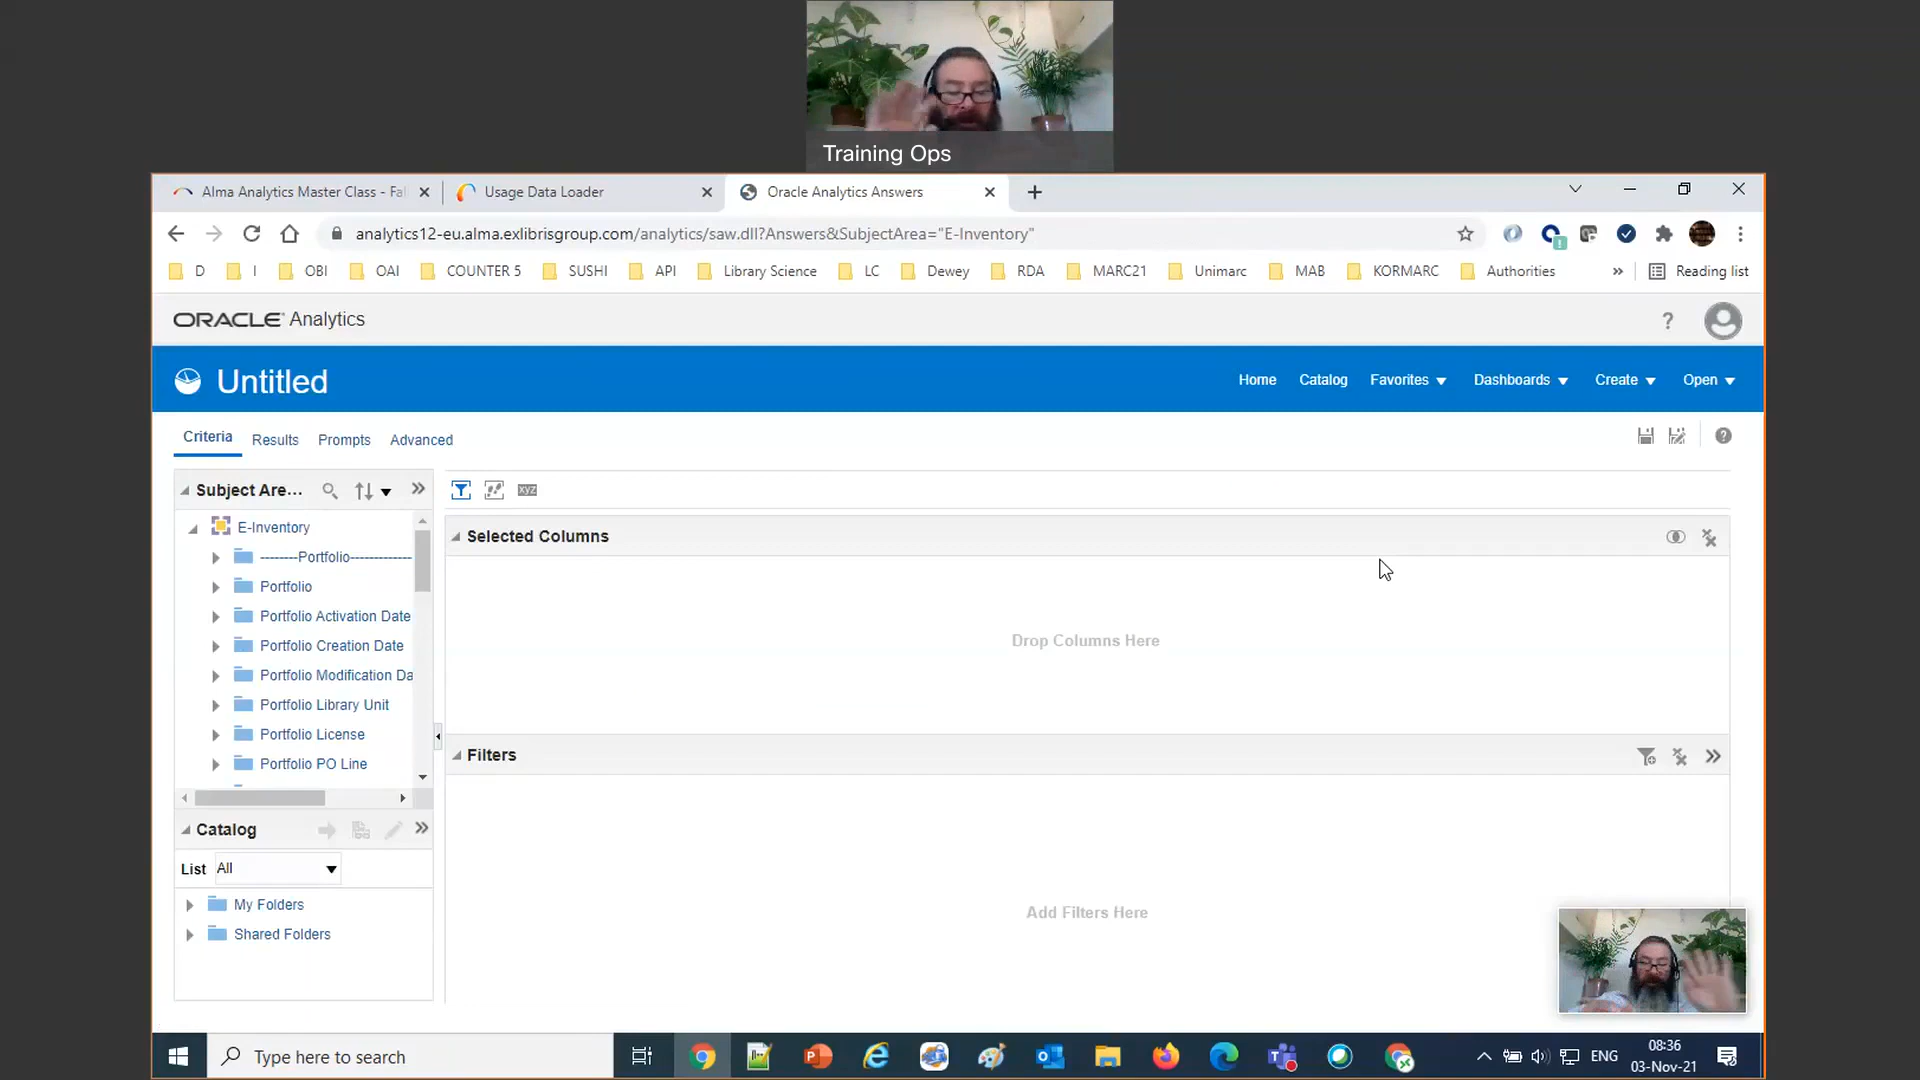 Training Ops
Alma Analytics Master Class - Fal
Usage Data Loader
Oracle Analytics Answers
analytics12-eu.alma.exlibrisgroup.com/analytics/saw.dll?Answers&SubjectArea="E-Inventory"
D
I
OBI
OAI
COUNTER 5
SUSHI
API
Library Science
LC
Dewey
RDA
MARC21
Unimarc
MAB
KORMARC
Authorities
»
Reading list
ORACLE Analytics
?
Untitled
Home
Catalog
Favorites
Dashboards
Create
Open
Criteria
Results
Prompts
Advanced
?
Subject Are...
xyz
E-Inventory
--------Portfolio-------------
Portfolio
Portfolio Activation Date
Portfolio Creation Date
Portfolio Modification Da
Portfolio Library Unit
Portfolio License
Portfolio PO Line
Selected Columns
Drop Columns Here
Filters
Add Filters Here
Catalog
List All
My Folders
Shared Folders
Type here to search
ENG
08:36
03-Nov-21